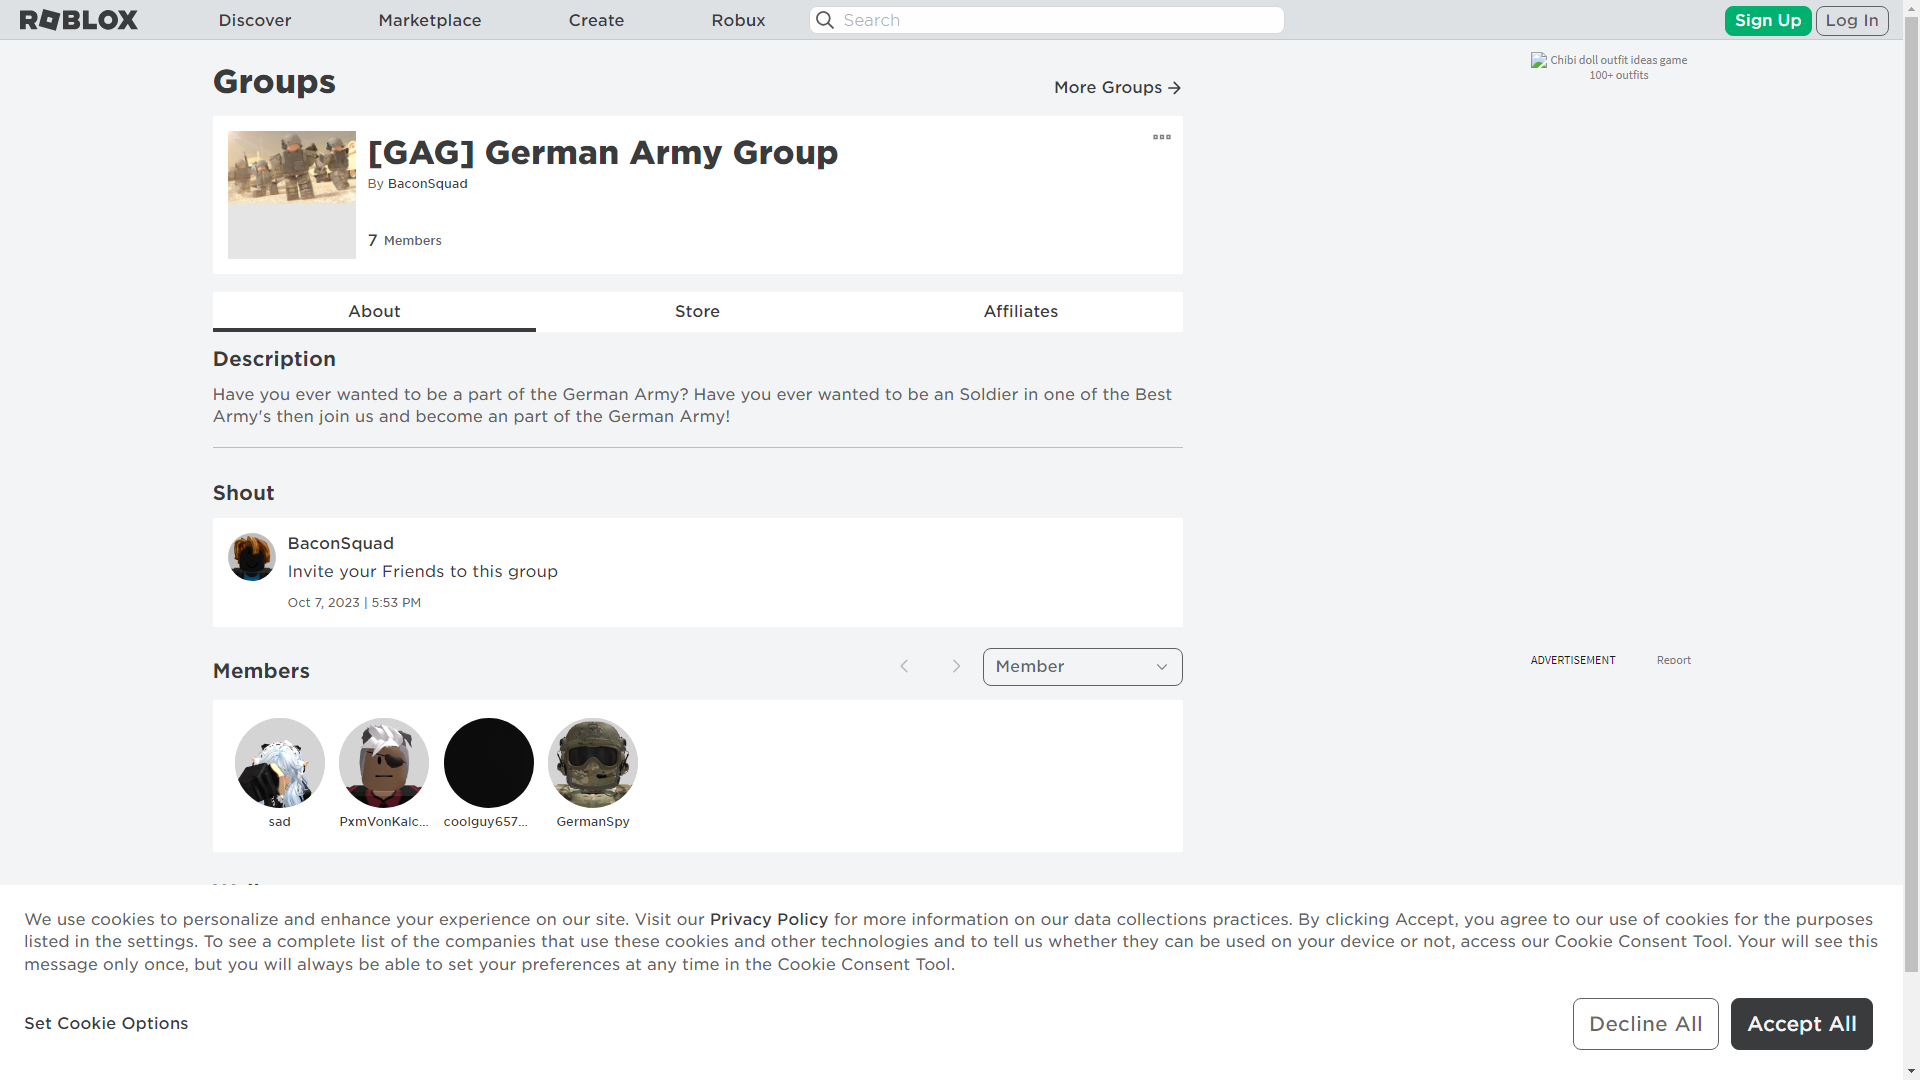 ROBLOX
Discover
Marketplace
Create
Robux
Search
Sign Up
Log In
Groups
More Groups
Chibi doll outfit ideas game
100+ outfits
[GAG] German Army Group
By BaconSquad
7 Members
About
Store
Affiliates
Description
Have you ever wanted to be a part of the German Army? Have you ever wanted to be an Soldier in one of the Best
Army's then join us and become an part of the German Army!
Shout
BaconSquad
Invite your Friends to this group
Oct 7, 2023 | 5:53 PM
Members
Member
ADVERTISEMENT
Report
sad
PxmVonKalc...
coolguy657...
GermanSpy
We use cookies to personalize and enhance your experience on our site. Visit our Privacy Policy for more information on our data collections practices. By clicking Accept, you agree to our use of cookies for the purposes
listed in the settings. To see a complete list of the companies that use these cookies and other technologies and to tell us whether they can be used on your device or not, access our Cookie Consent Tool. Your will see this
message only once, but you will always be able to set your preferences at any time in the Cookie Consent Tool.
Set Cookie Options
Decline All
Accept All